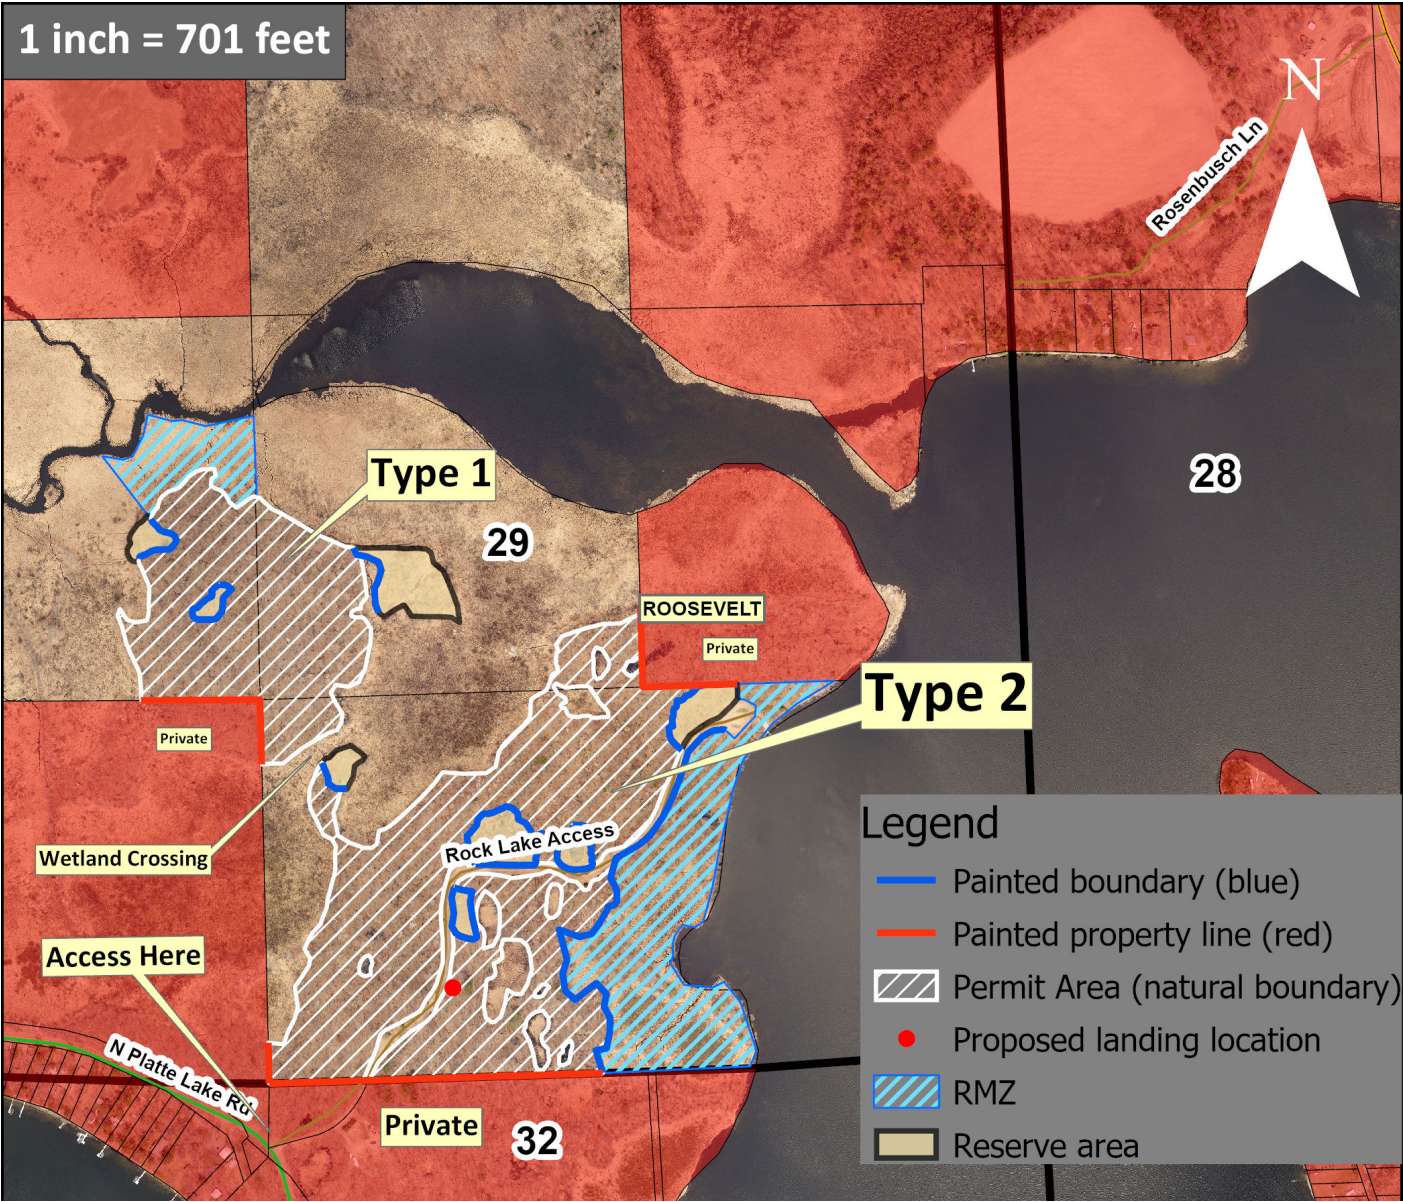 1 inch = 701 feet
N
Rosenbusch Ln
Type 1
28
29
ROOSEVELT
Private
Type 2
Private
Wetland Crossing
Rock Lake Access
Access Here
N Platte Lake Rd
Private
32
Legend
Painted boundary (blue)
Painted property line (red)
Permit Area (natural boundary)
Proposed landing location
RMZ
Reserve area